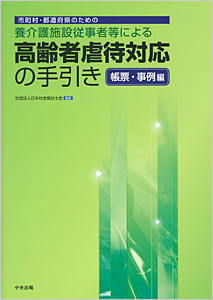 市町村・都道府県のための
養介護施設従事者等による
高齢者虐待対応
の手引き
帳票・事例編
社団法人日本社会福祉士会 編集
中央法規